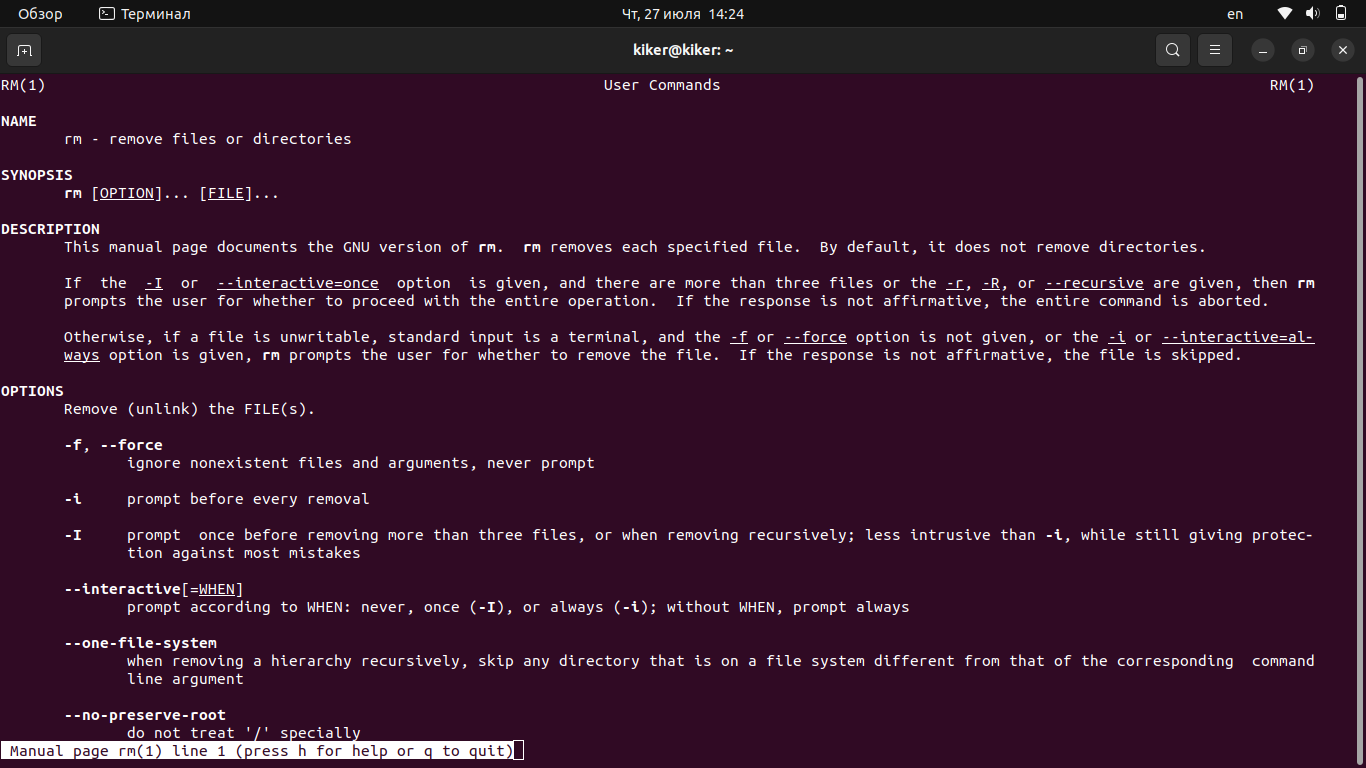 Обзор Терминал Чт, 27 июля 14:24 en
kiker@kiker: ~
RM(1) User Commands RM(1)
NAME
rm - remove files or directories
SYNOPSIS
rm [OPTION]... [FILE]...
DESCRIPTION
This manual page documents the GNU version of rm. rm removes each specified file. By default, it does not remove directories.
If the -I or --interactive=once option is given, and there are more than three files or the -r, -R, or --recursive are given, then rm
prompts the user for whether to proceed with the entire operation. If the response is not affirmative, the entire command is aborted.
Otherwise, if a file is unwritable, standard input is a terminal, and the -f or --force option is not given, or the -i or --interactive=al-
ways option is given, rm prompts the user for whether to remove the file. If the response is not affirmative, the file is skipped.
OPTIONS
Remove (unlink) the FILE(s).
-f, --force
ignore nonexistent files and arguments, never prompt
-i prompt before every removal
-I prompt once before removing more than three files, or when removing recursively; less intrusive than -i, while still giving protec-
tion against most mistakes
--interactive[=WHEN]
prompt according to WHEN: never, once (-I), or always (-i); without WHEN, prompt always
--one-file-system
when removing a hierarchy recursively, skip any directory that is on a file system different from that of the corresponding command
line argument
--no-preserve-root
do not treat '/' specially
Manual page rm(1) line 1 (press h for help or q to quit)